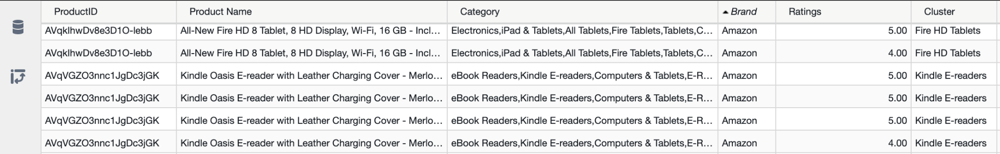 ProductID Product Name Category Brand Ratings Cluster
AVqkIhwDv8e3D1O-lebb All-New Fire HD 8 Tablet, 8 HD Display, Wi-Fi, 16 GB - Incl... Electronics,iPad & Tablets,All Tablets,Fire Tablets,Tablets,C... Amazon 5.00 Fire HD Tablets
AVqkIhwDv8e3D1O-lebb All-New Fire HD 8 Tablet, 8 HD Display, Wi-Fi, 16 GB - Incl... Electronics,iPad & Tablets,All Tablets,Fire Tablets,Tablets,C... Amazon 4.00 Fire HD Tablets
AVqVGZO3nnc1JgDc3jGK Kindle Oasis E-reader with Leather Charging Cover - Merlo... eBook Readers,Kindle E-readers,Computers & Tablets,E-R... Amazon 5.00 Kindle E-readers
AVqVGZO3nnc1JgDc3jGK Kindle Oasis E-reader with Leather Charging Cover - Merlo... eBook Readers,Kindle E-readers,Computers & Tablets,E-R... Amazon 5.00 Kindle E-readers
AVqVGZO3nnc1JgDc3jGK Kindle Oasis E-reader with Leather Charging Cover - Merlo... eBook Readers,Kindle E-readers,Computers & Tablets,E-R... Amazon 5.00 Kindle E-readers
AVqVGZO3nnc1JgDc3jGK Kindle Oasis E-reader with Leather Charging Cover - Merlo... eBook Readers,Kindle E-readers,Computers & Tablets,E-R... Amazon 4.00 Kindle E-readers